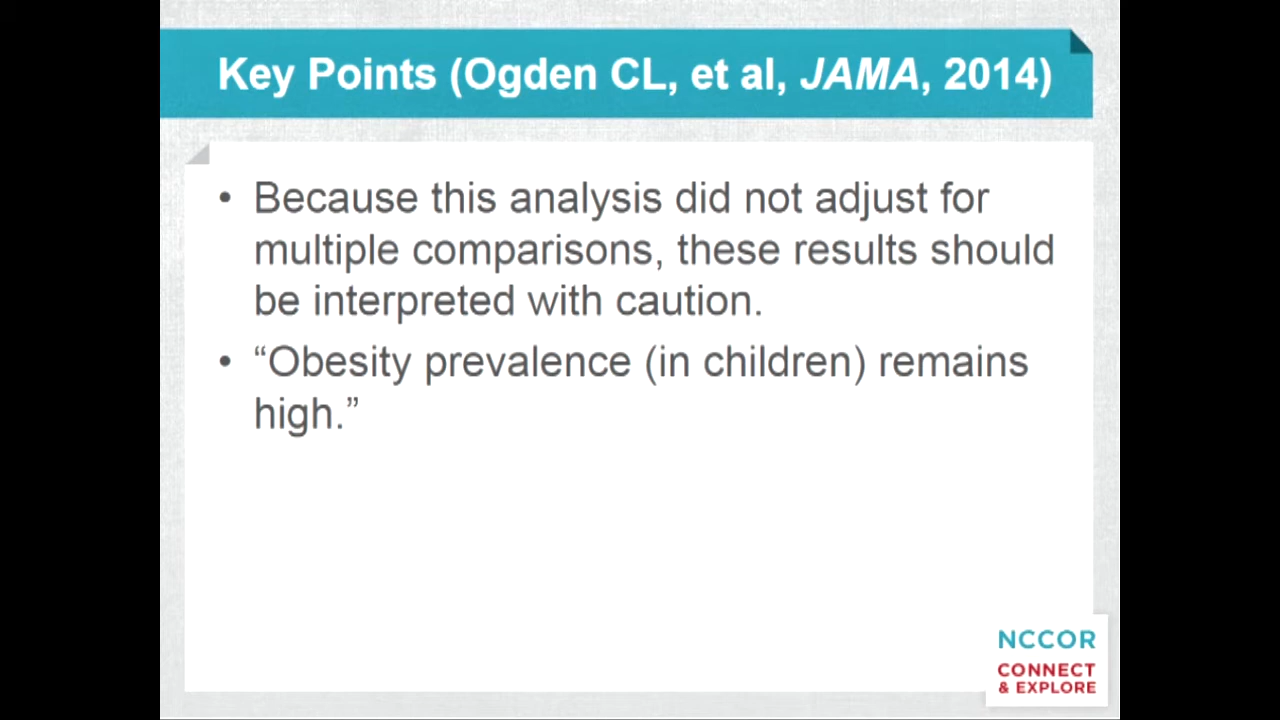 Key Points (Ogden CL, et al, JAMA, 2014)
• Because this analysis did not adjust for
multiple comparisons, these results should
be interpreted with caution.
• “Obesity prevalence (in children) remains
high.”
NCCOR
CONNECT
& EXPLORE